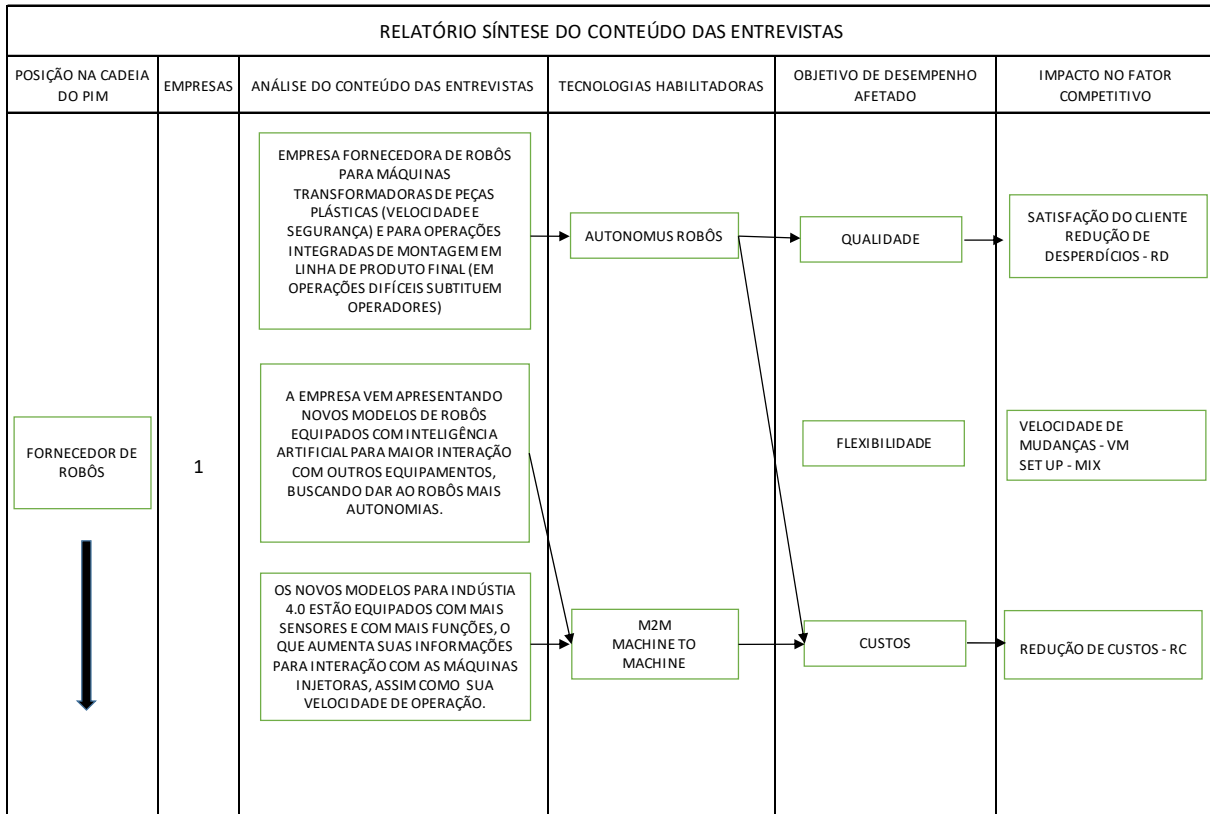 RELATÓRIO SÍNTESE DO CONTEÚDO DAS ENTREVISTAS
POSIÇÃO NA CADEIA
DO PIM
EMPRESAS
ANÁLISE DO CONTEÚDO DAS ENTREVISTAS
TECNOLOGIAS HABILITADORAS
OBJETIVO DE DESEMPENHO
AFETADO
IMPACTO NO FATOR
COMPETITIVO
FORNECEDOR DE
ROBÔS
1
EMPRESA FORNECEDORA DE ROBÔS
PARA MÁQUINAS
TRANSFORMADORAS DE PEÇAS
PLÁSTICAS (VELOCIDADE E
SEGURANÇA) E PARA OPERAÇÕES
INTEGRADAS DE MONTAGEM EM
LINHA DE PRODUTO FINAL (EM
OPERAÇÕES DIFÍCEIS SUBTITUEM
OPERADORES)
AUTONOMUS ROBÔS
QUALIDADE
SATISFAÇÃO DO CLIENTE
REDUÇÃO DE
DESPERDÍCIOS - RD
A EMPRESA VEM APRESENTANDO
NOVOS MODELOS DE ROBÔS
EQUIPADOS COM INTELIGÊNCIA
ARTIFICIAL PARA MAIOR INTERAÇÃO
COM OUTROS EQUIPAMENTOS,
BUSCANDO DAR AO ROBÔS MAIS
AUTONOMIAS.
FLEXIBILIDADE
VELOCIDADE DE
MUDANÇAS - VM
SET UP - MIX
OS NOVOS MODELOS PARA INDÚSTIA
4.0 ESTÃO EQUIPADOS COM MAIS
SENSORES E COM MAIS FUNÇÕES, O
QUE AUMENTA SUAS INFORMAÇÕES
PARA INTERAÇÃO COM AS MÁQUINAS
INJETORAS, ASSIM COMO SUA
VELOCIDADE DE OPERAÇÃO.
M2M
MACHINE TO
MACHINE
CUSTOS
REDUÇÃO DE CUSTOS - RC